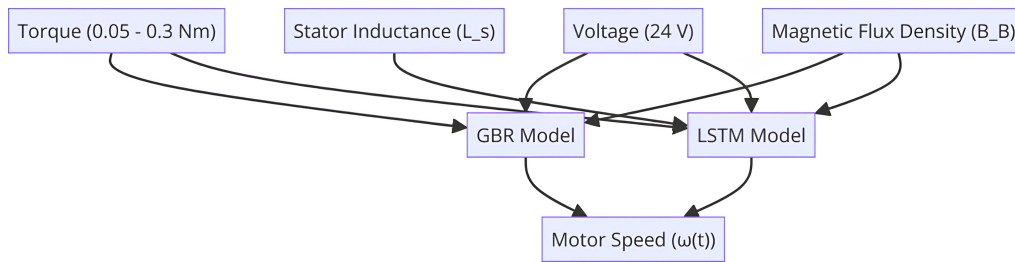 Torque (0.05 - 0.3 Nm)
Stator Inductance (L_s)
Voltage (24 V)
Magnetic Flux Density (B_B)
GBR Model
LSTM Model
Motor Speed (ω(t))